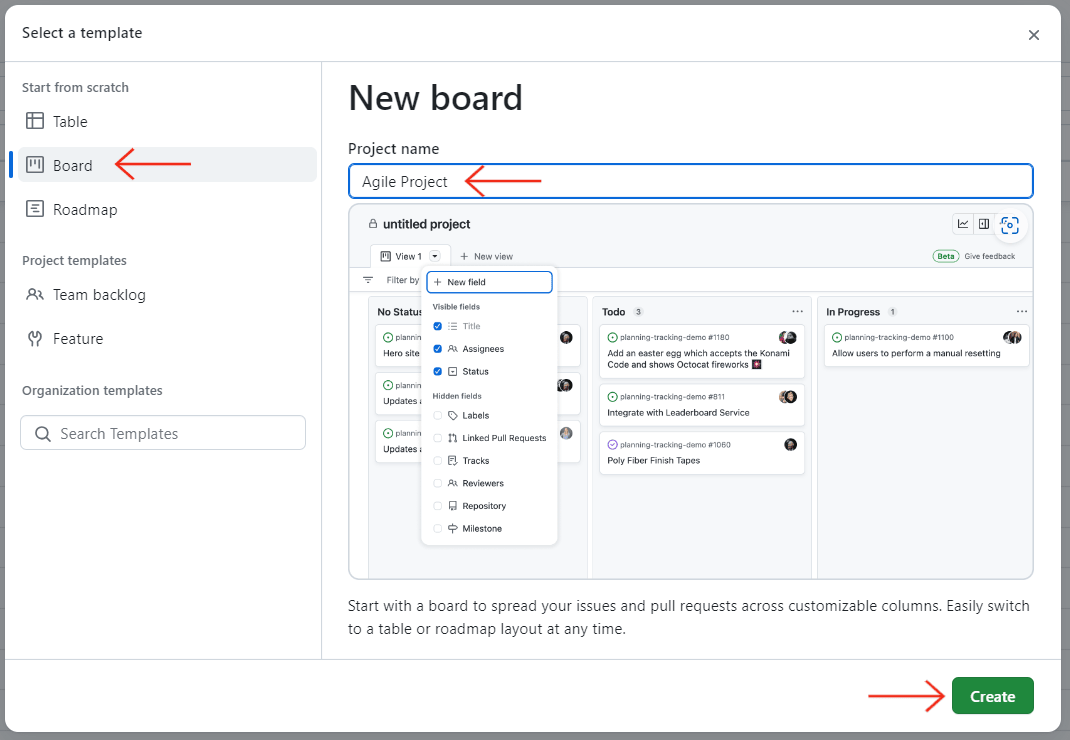 Select a template
Start from scratch
Table
Board
Roadmap
Project templates
Team backlog
Feature
Organization templates
Search Templates
New board
Project name
Agile Project
untitled project
View 1
New view
Beta Give feedback
Filter by
New field
Visible fields
Title
Assignees
Status
Hidden fields
Labels
Linked Pull Requests
Tracks
Reviewers
Repository
Milestone
No Status
Hero site
Updates
Updates
Todo 3
planning-tracking-demo #1180
Add an easter egg which accepts the Konami
Code and shows Octocat fireworks
planning-tracking-demo #811
Integrate with Leaderboard Service
planning-tracking-demo #1060
Poly Fiber Finish Tapes
In Progress 1
planning-tracking-demo #1100
Allow users to perform a manual resetting
Start with a board to spread your issues and pull requests across customizable columns. Easily switch
to a table or roadmap layout at any time.
Create